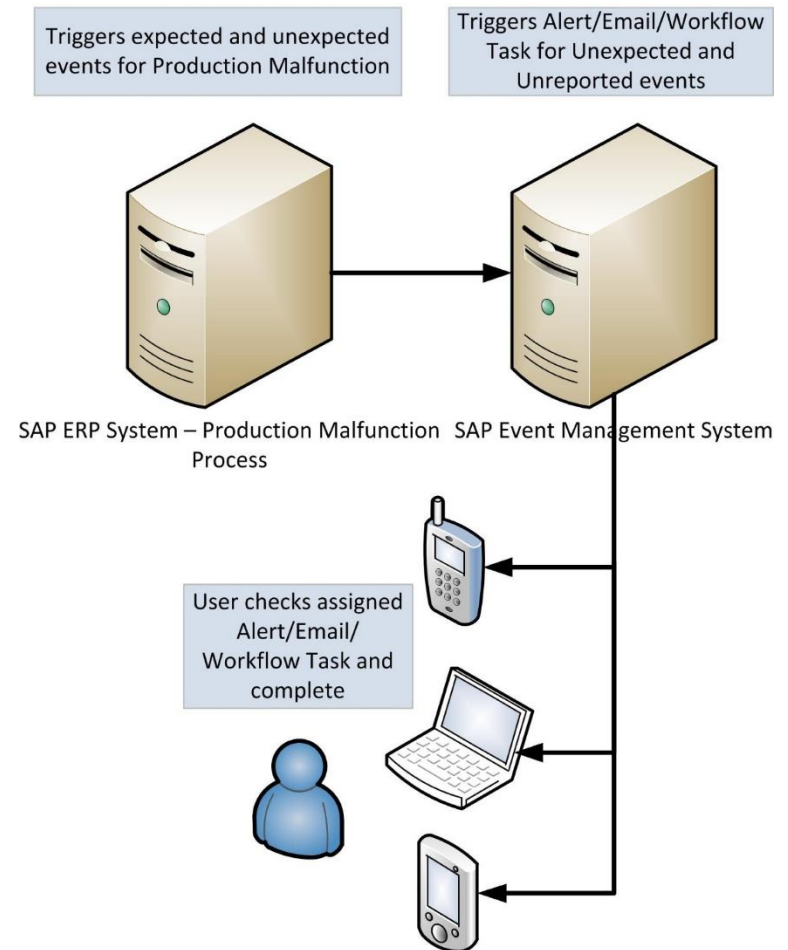 Triggers expected and unexpected
events for Production Malfunction
Triggers Alert/Email/Workflow
Task for Unexpected and
Unreported events
SAP ERP System – Production Malfunction
Process
SAP Event Management System
User checks assigned
Alert/Email/
Workflow Task and
complete